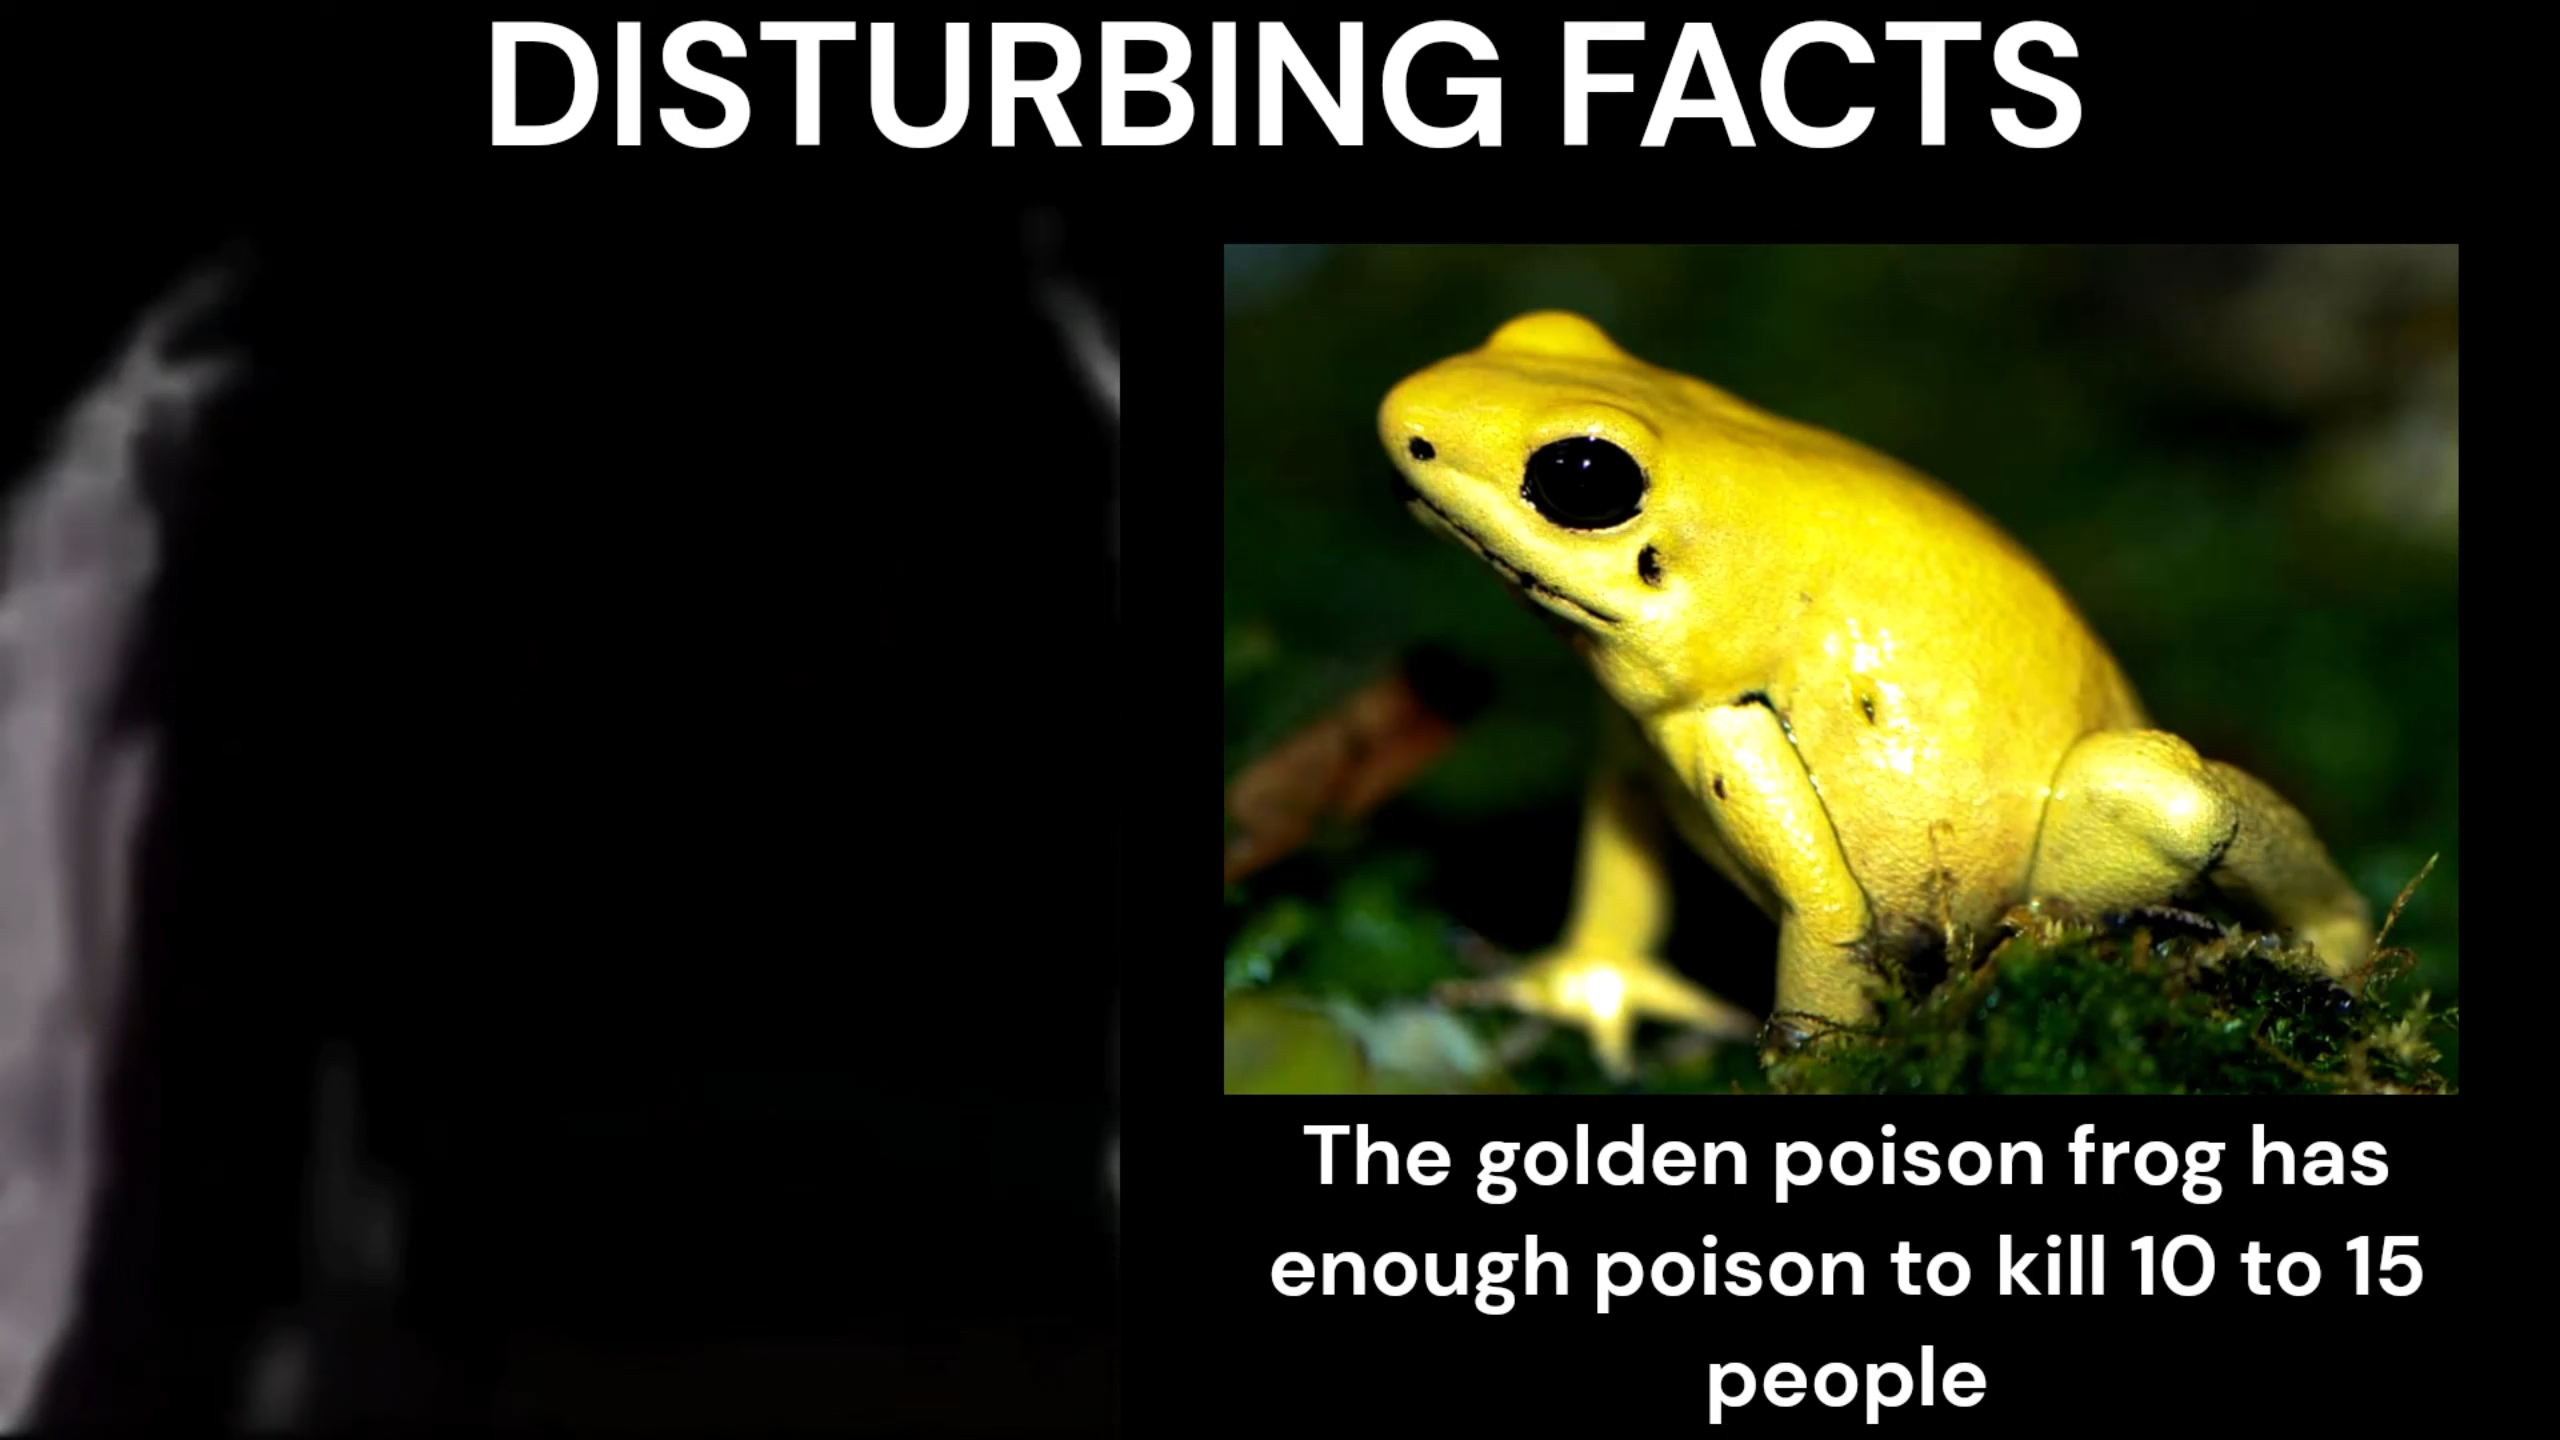 DISTURBING FACTS
The golden poison frog has
enough poison to kill 10 to 15
people